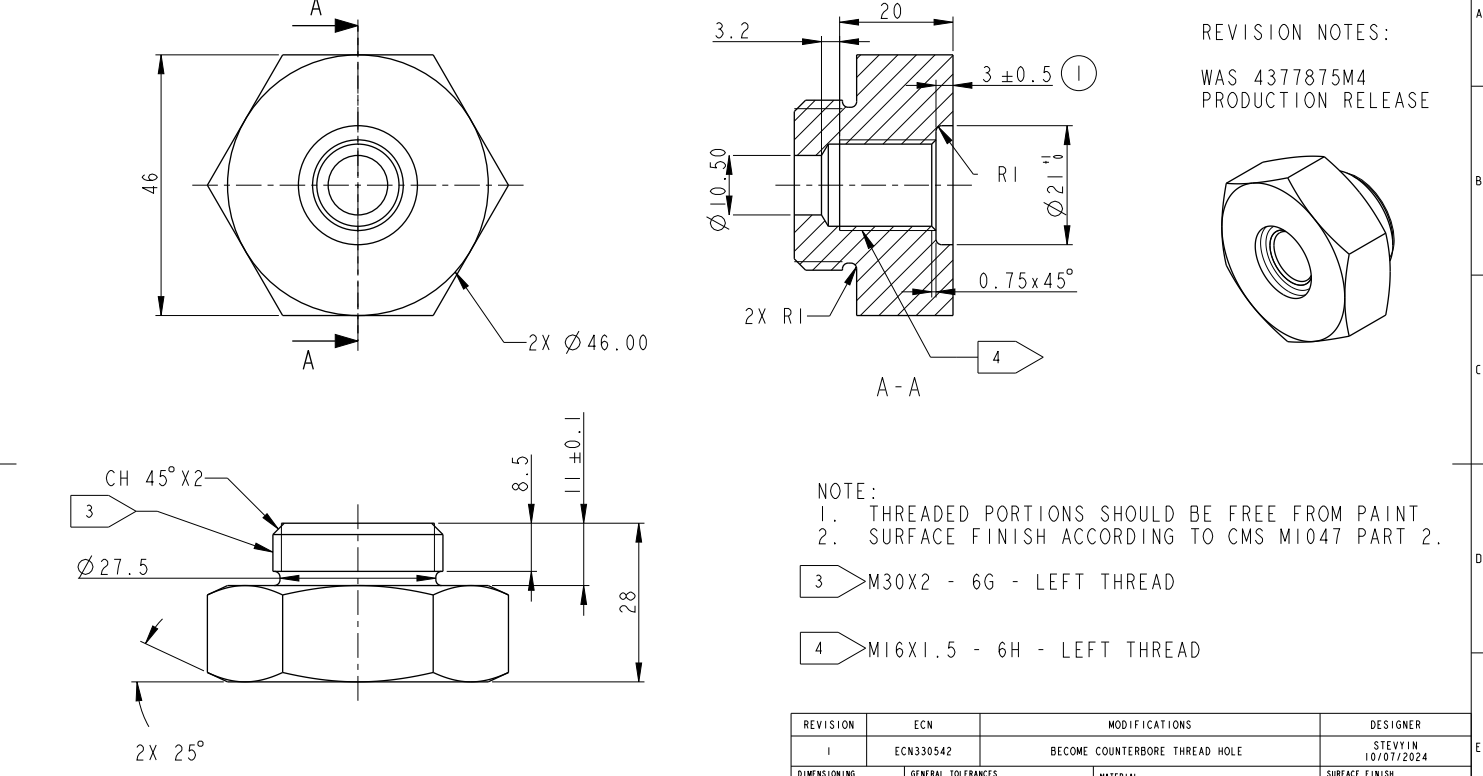 A
46
2X Ø46.00
A
20
3.2
3 ±0.5 1
Ø10.50
R1
Ø21 +1 0
0.75x45°
2X R1
4
A-A
REVISION NOTES:
WAS 4377875M4
PRODUCTION RELEASE
A
B
C
D
E
CH 45°X2
3
Ø27.5
8.5
11 ±0.1
28
2X 25°
NOTE:
1. THREADED PORTIONS SHOULD BE FREE FROM PAINT
2. SURFACE FINISH ACCORDING TO CMS M1047 PART 2.
3 M30X2 - 6G - LEFT THREAD
4 M16X1.5 - 6H - LEFT THREAD
REVISION ECN MODIFICATIONS DESIGNER
1 ECN330542 BECOME COUNTERBORE THREAD HOLE STEVYIN
10/07/2024
DIMENSIONING GENERAL TOLERANCES MATERIAL SURFACE FINISH